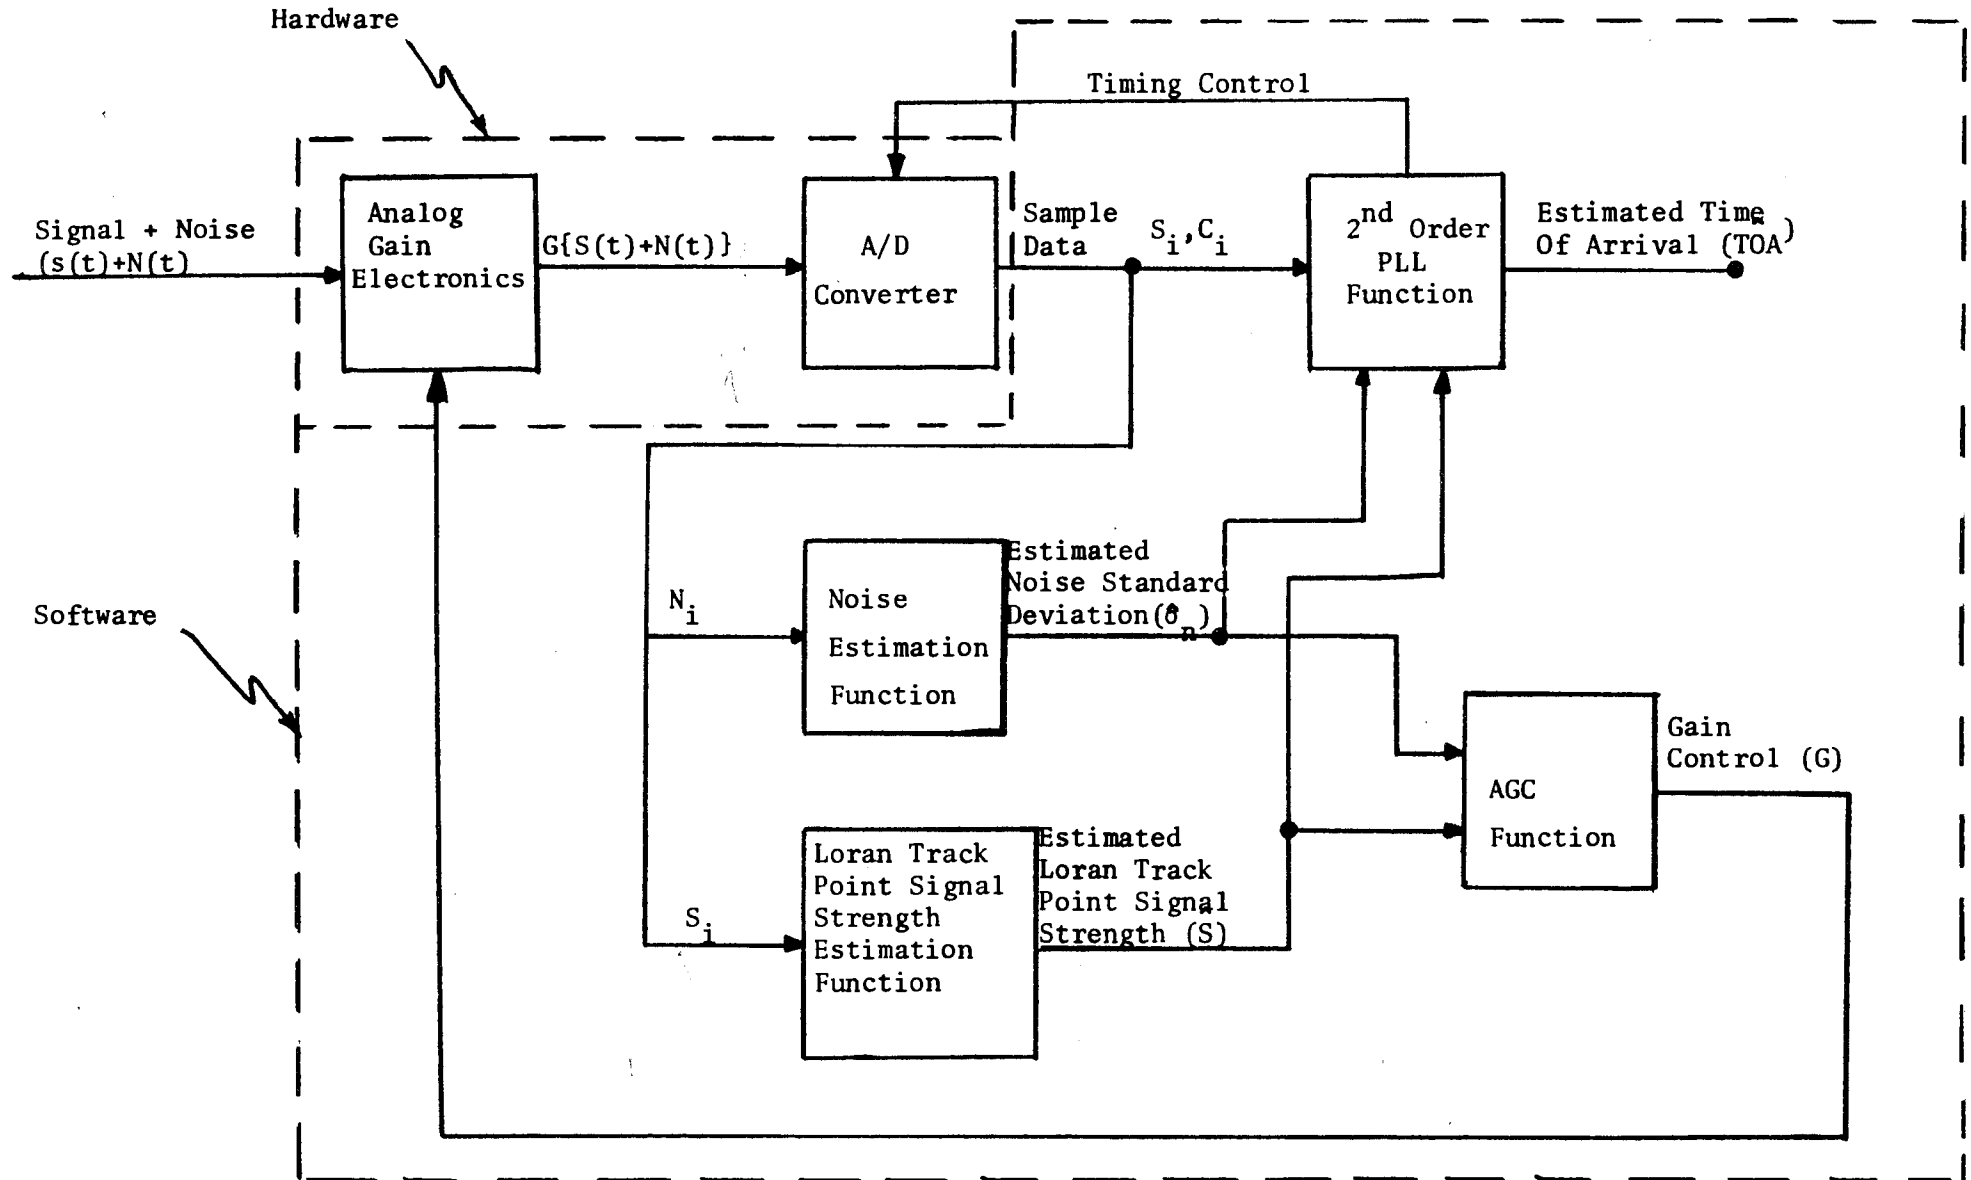 Hardware
Timing Control
Signal + Noise
(s(t)+N(t)
Analog
Gain
Electronics
G{S(t)+N(t)}
A/D
Converter
Sample
Data
S_i,C_i
2nd Order
PLL
Function
Estimated Time
Of Arrival (TOÂ)
Software
N_i
Noise
Estimation
Function
Estimated
Noise Standard
Deviation(σ̂_n)
S_i
Loran Track
Point Signal
Strength
Estimation
Function
Estimated
Loran Track
Point Signal
Strength (Ŝ)
AGC
Function
Gain
Control (G)